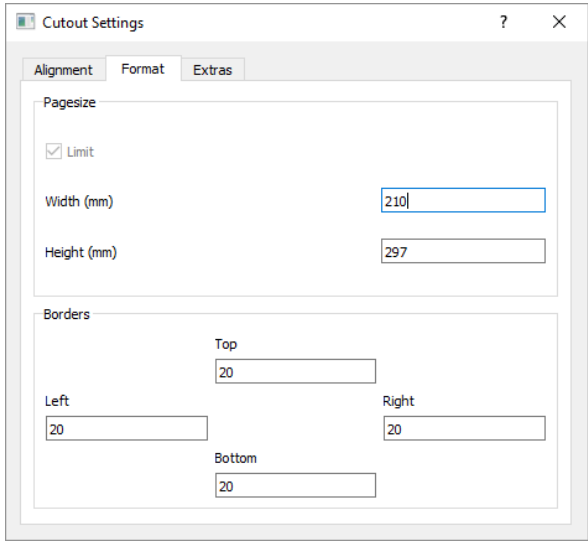 Cutout Settings ?
Alignment Format Extras
Pagesize
Limit
Width (mm) 210
Height (mm) 297
Borders
Top
20
Left Right
20 20
Bottom
20